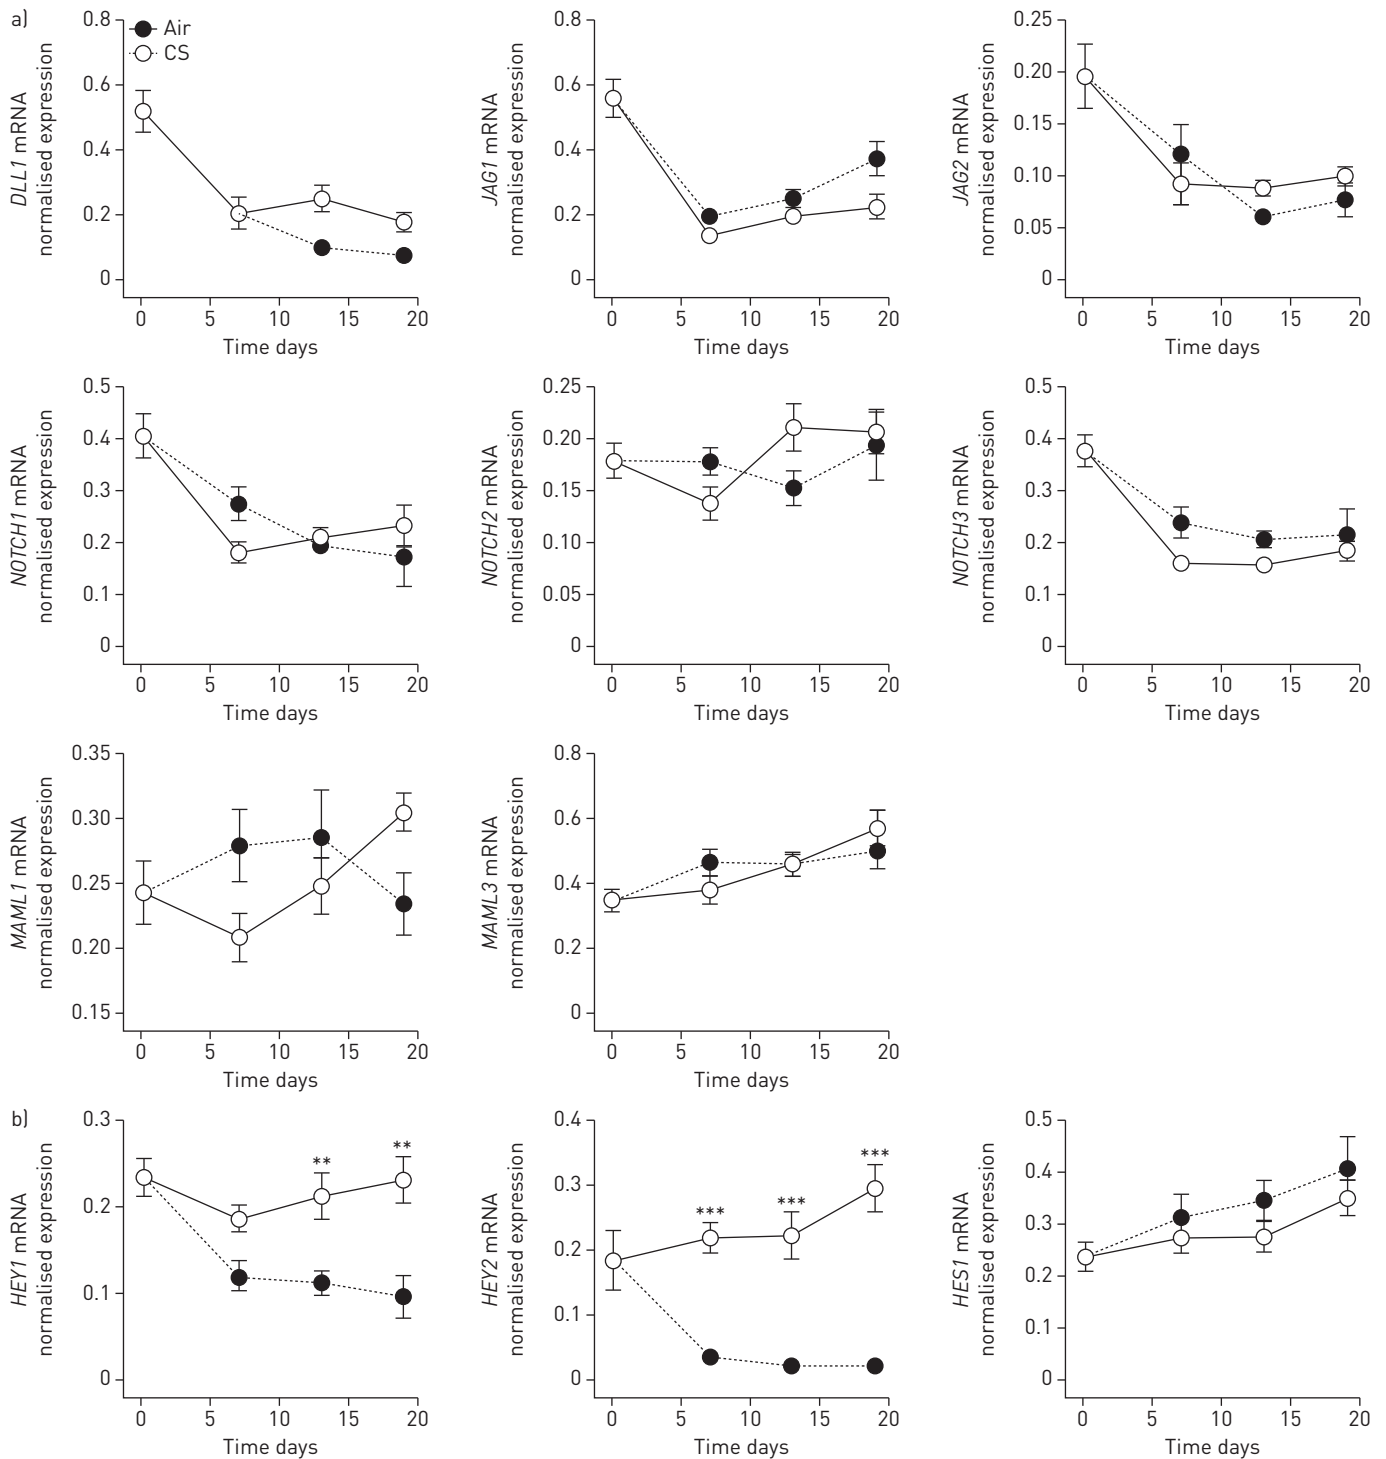 a)
Air
CS
DLL1 mRNA
normalised expression
0.8
0.6
0.4
0.2
0
0 5 10 15 20
Time days
JAG1 mRNA
normalised expression
0.8
0.6
0.4
0.2
0
0 5 10 15 20
Time days
JAG2 mRNA
normalised expression
0.25
0.20
0.15
0.10
0.05
0
0 5 10 15 20
Time days
NOTCH1 mRNA
normalised expression
0.5
0.4
0.3
0.2
0.1
0
0 5 10 15 20
Time days
NOTCH2 mRNA
normalised expression
0.25
0.20
0.15
0.10
0.05
0
0 5 10 15 20
Time days
NOTCH3 mRNA
normalised expression
0.5
0.4
0.3
0.2
0.1
0
0 5 10 15 20
Time days
MAML1 mRNA
normalised expression
0.35
0.30
0.25
0.20
0.15
0 5 10 15 20
Time days
MAML3 mRNA
normalised expression
0.8
0.6
0.4
0.2
0
0 5 10 15 20
Time days
b)
HEY1 mRNA
normalised expression
0.3
0.2
0.1
0
** **
0 5 10 15 20
Time days
HEY2 mRNA
normalised expression
0.4
0.3
0.2
0.1
0
*** *** ***
0 5 10 15 20
Time days
HES1 mRNA
normalised expression
0.5
0.4
0.3
0.2
0.1
0
0 5 10 15 20
Time days